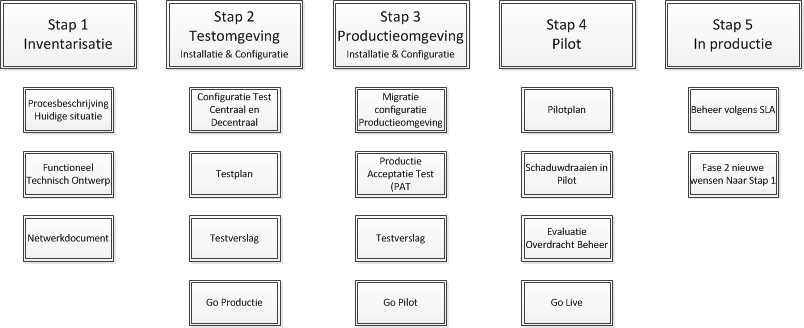 Stap 1
Inventarisatie
Stap 2
Testomgeving
Installatie & Configuratie
Stap 3
Productieomgeving
Installatie & Configuratie
Stap 4
Pilot
Stap 5
In productie
Procesbeschrijving
Huidige situatie
Configuratie Test
Centraal en
Decentraal
Migratie
configuratie
Productieomgeving
Pilotplan
Beheer volgens SLA
Functioneel
Technisch Ontwerp
Testplan
Productie
Acceptatie Test
(PAT
Schaduwdraaien in
Pilot
Fase 2 nieuwe
wensen Naar Stap 1
Netwerkdocument
Testverslag
Testverslag
Evaluatie
Overdracht Beheer
Go Productie
Go Pilot
Go Live